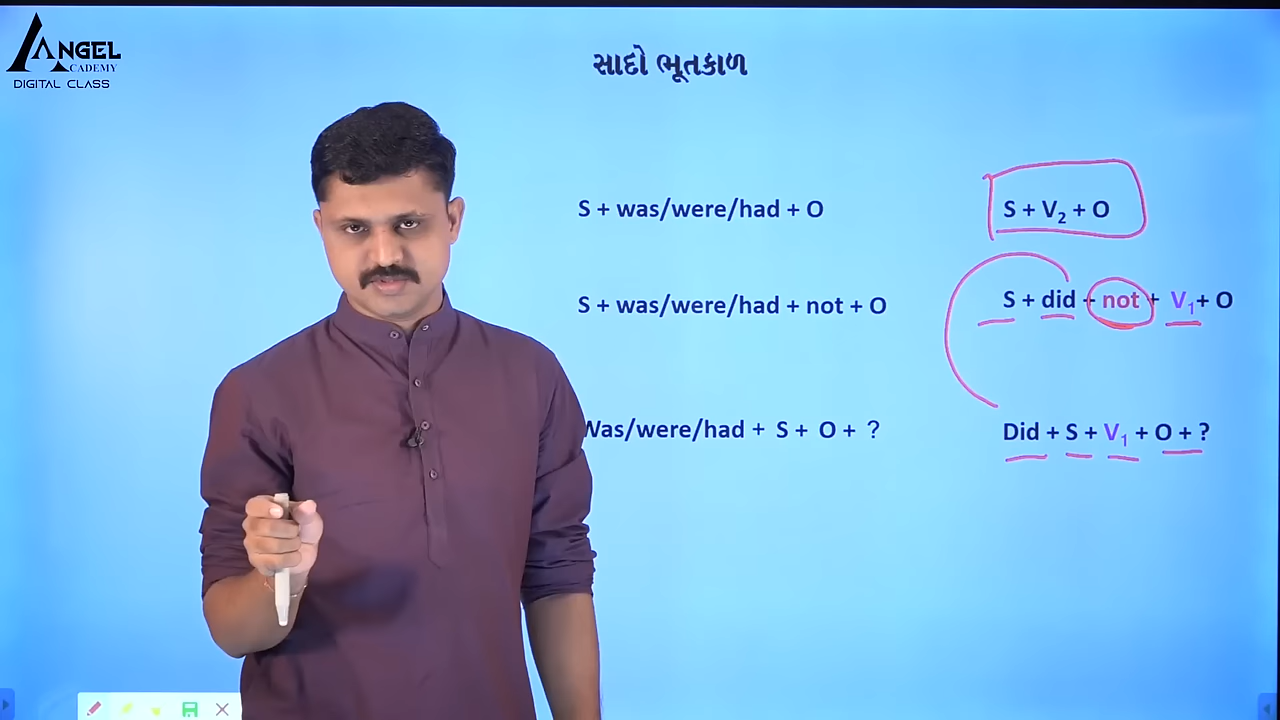 ANGEL
ACADEMY
DIGITAL CLASS
સાદો ભૂતકાળ
S + was/were/had + O
S + V₂ + O
S + was/were/had + not + O
S + did + not + V₁+ O
Was/were/had + S + O + ?
Did + S + V₁ + O + ?